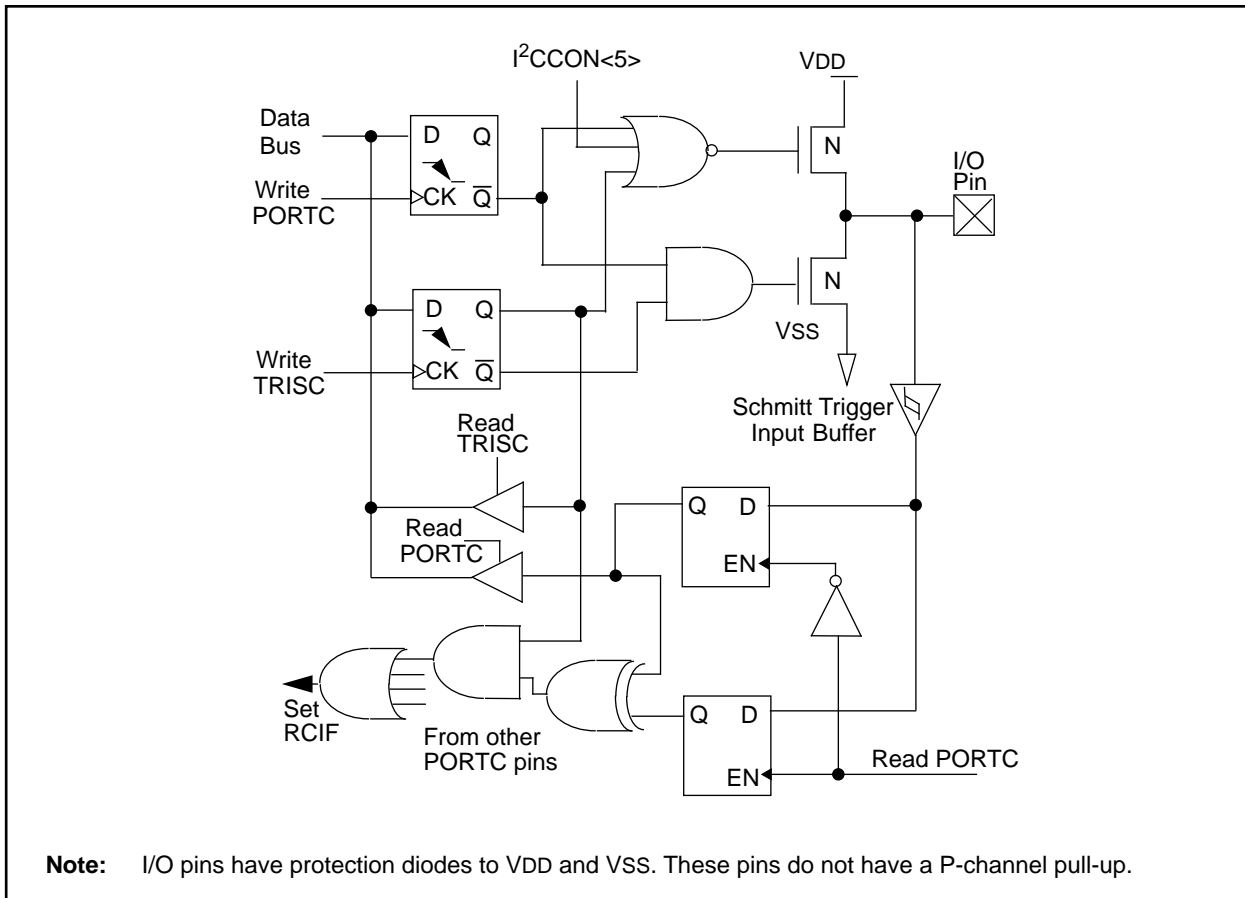 I²CCON<5>
VDD
Data
Bus
D Q
CK Q̅
Write
PORTC
N
I/O
Pin
N
VSS
D Q
CK Q̅
Write
TRISC
Schmitt Trigger
Input Buffer
Read
TRISC
Q D
EN
Read
PORTC
Set
RCIF
From other
PORTC pins
Q D
EN
Read PORTC
Note: I/O pins have protection diodes to VDD and VSS. These pins do not have a P-channel pull-up.